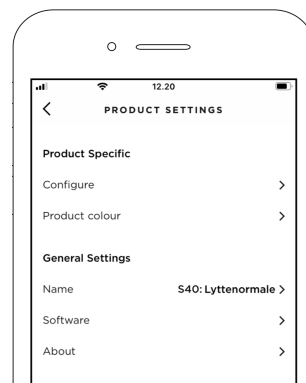 12.20
PRODUCT SETTINGS
Product Specific
Configure
Product colour
General Settings
Name S40: Lyttenormale
Software
About